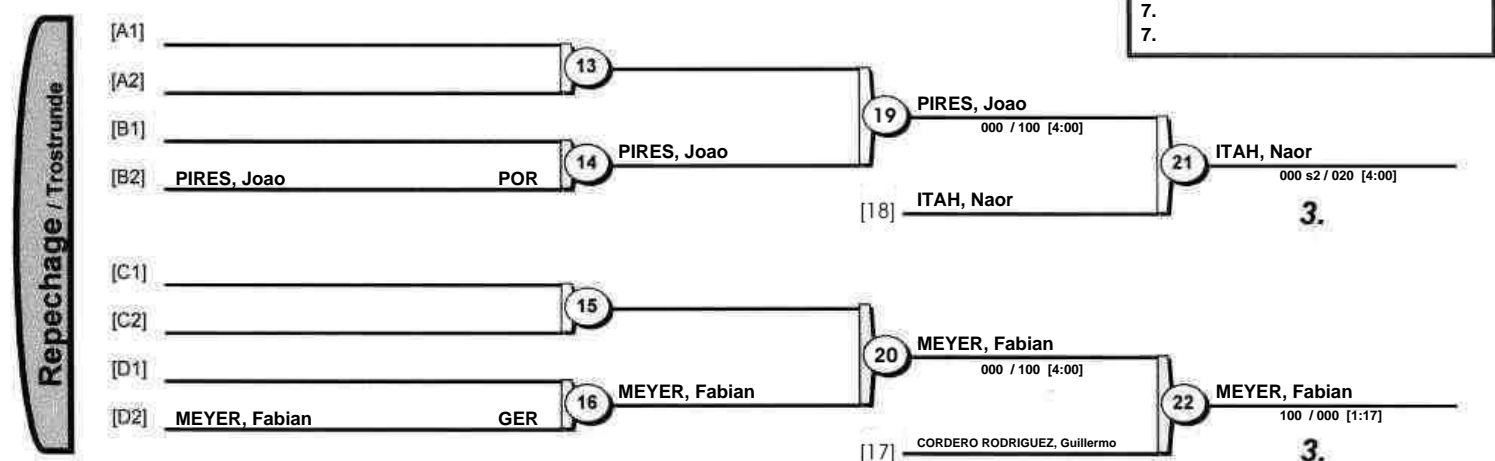 7.
7.
Repechage / Trostrunde
[A1]
13
[A2]
19
PIRES, Joao
000 / 100 [4:00]
[B1]
14
PIRES, Joao
21
ITAH, Naor
000 s2 / 020 [4:00]
[B2]
PIRES, Joao
POR
[18]
ITAH, Naor
3.
[C1]
15
[C2]
20
MEYER, Fabian
000 / 100 [4:00]
[D1]
16
MEYER, Fabian
22
MEYER, Fabian
100 / 000 [1:17]
[D2]
MEYER, Fabian
GER
[17]
CORDERO RODRIGUEZ, Guillermo
3.